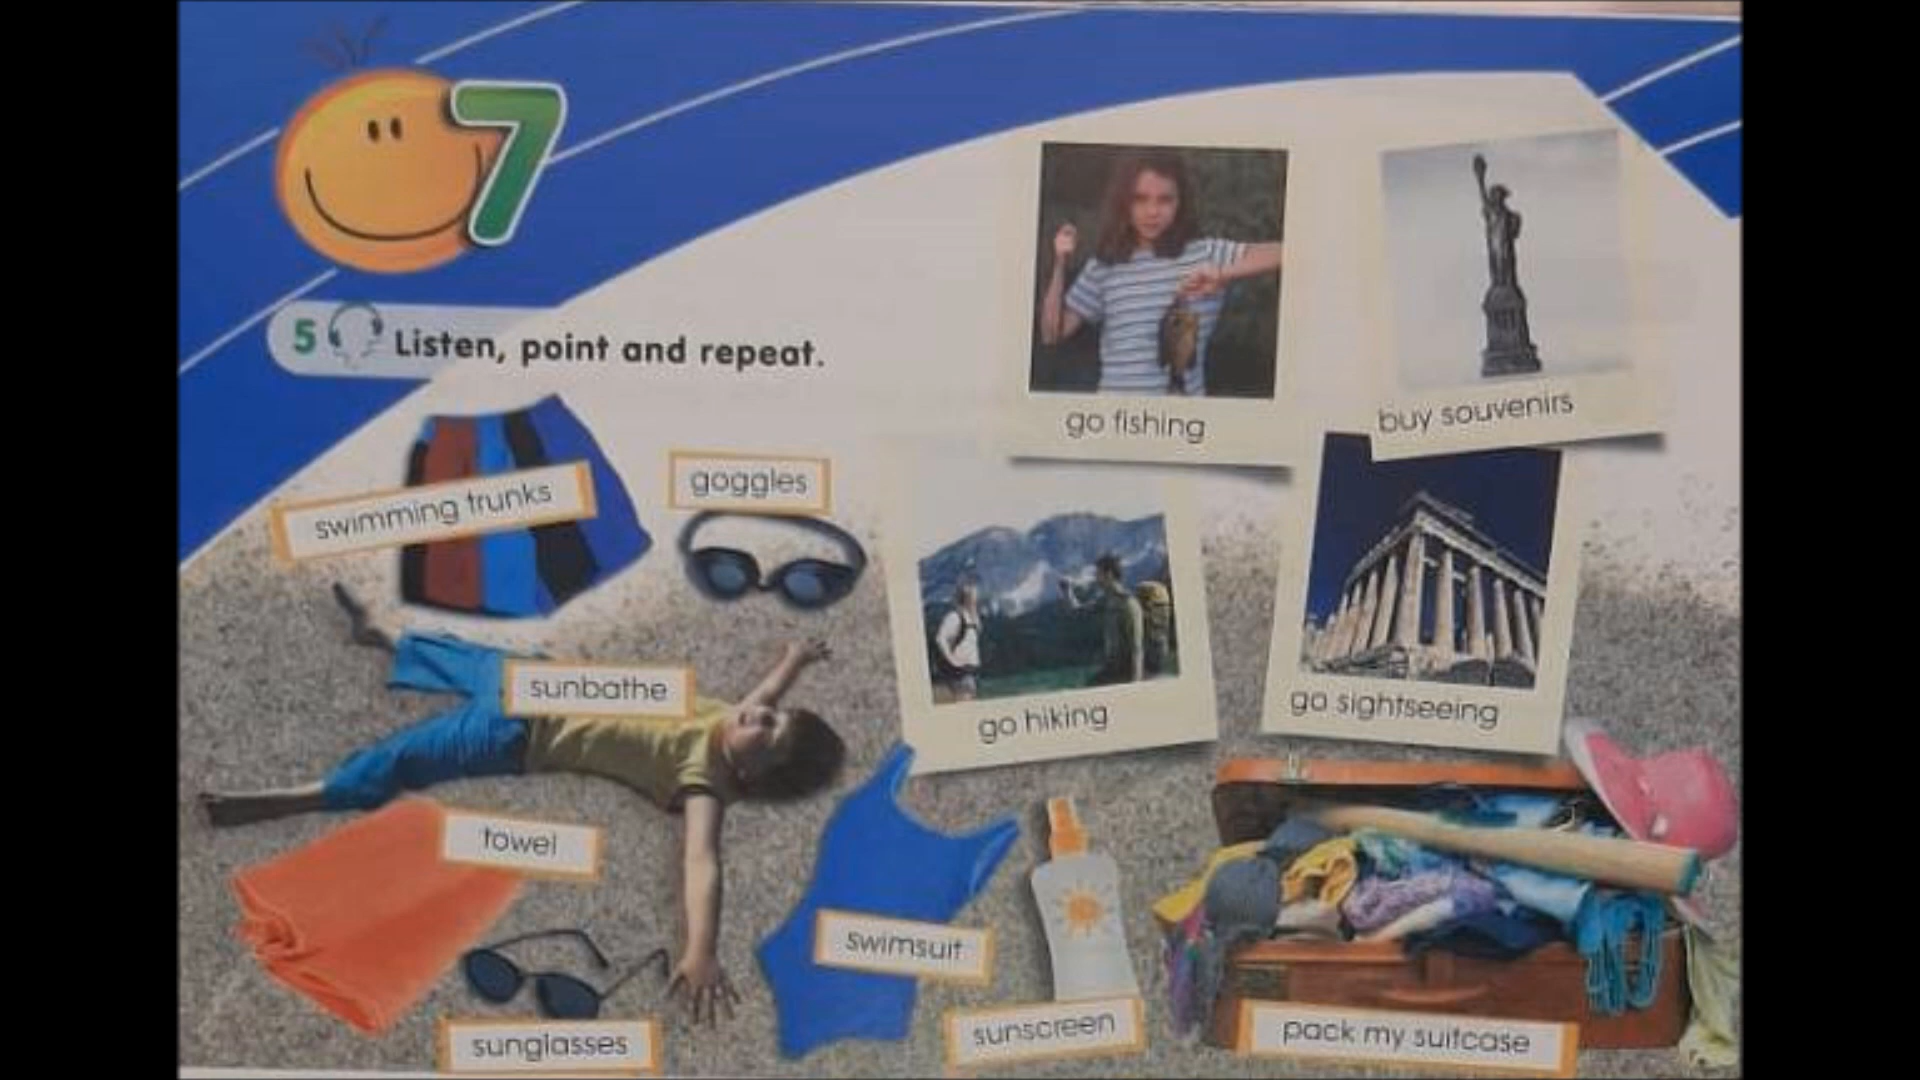 7
5 Listen, point and repeat.
go fishing
buy souvenirs
swimming trunks
goggles
sunbathe
go hiking
go sightseeing
towel
swimsuit
sunglasses
sunscreen
pack my suitcase